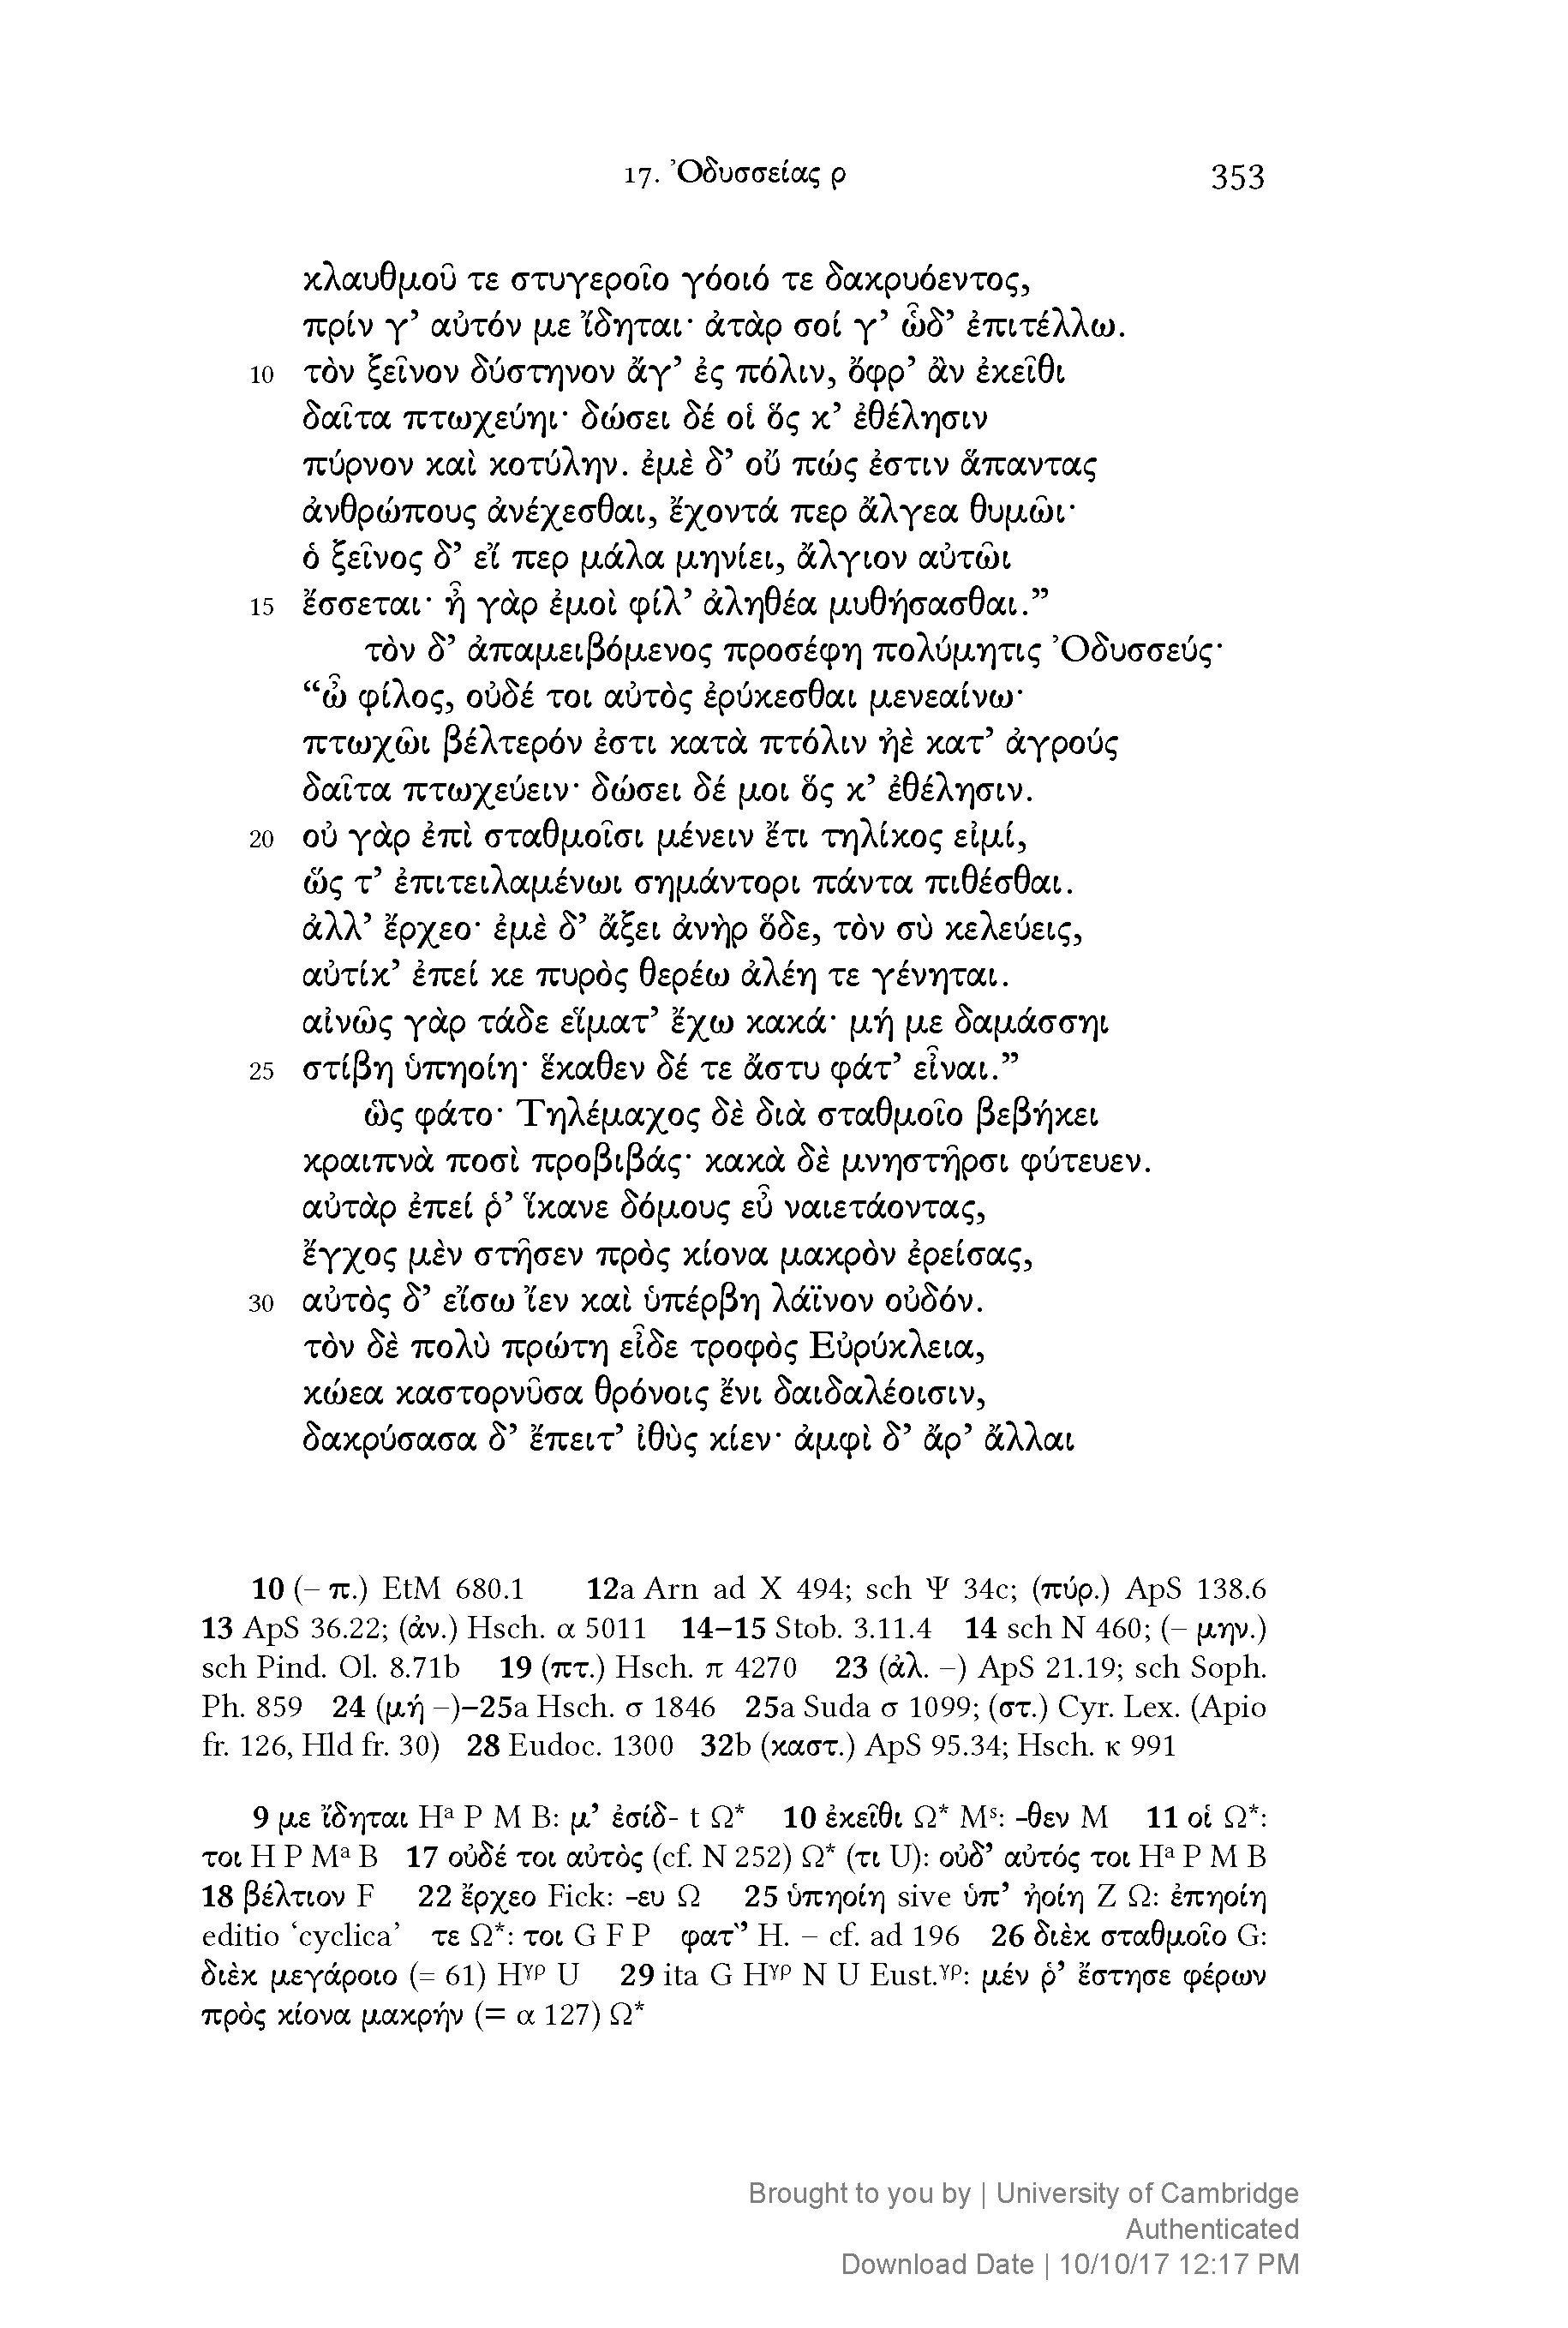 17. Ὀδυσσείας ρ 353
κλαυθμοῦ τε στυγεροῖο γόοιό τε δακρυόεντος,
πρίν γ’ αὐτόν με ἴδηται· ἀτὰρ σοί γ’ ὧδ’ ἐπιτέλλω.
10 τὸν ξεῖνον δύστηνον ἄγ’ ἐς πόλιν, ὄφρ’ ἂν ἐκεῖθι
δαῖτα πτωχεύηι· δώσει δέ οἱ ὅς κ’ ἐθέλησιν
πύρνον καὶ κοτύλην. ἐμὲ δ’ οὔ πώς ἐστιν ἅπαντας
ἀνθρώπους ἀνέχεσθαι, ἔχοντά περ ἄλγεα θυμῶι·
ὁ ξεῖνος δ’ εἴ περ μάλα μηνίει, ἄλγιον αὐτῶι
15 ἔσσεται· ἦ γὰρ ἐμοὶ φίλ’ ἀληθέα μυθήσασθαι.”
τὸν δ’ ἀπαμειβόμενος προσέφη πολύμητις Ὀδυσσεύς·
“ὦ φίλος, οὐδέ τοι αὐτὸς ἐρύκεσθαι μενεαίνω·
πτωχῶι βέλτερόν ἐστι κατὰ πτόλιν ἠὲ κατ’ ἀγρούς
δαῖτα πτωχεύειν· δώσει δέ μοι ὅς κ’ ἐθέλησιν.
20 οὐ γὰρ ἐπὶ σταθμοῖσι μένειν ἔτι τηλίκος εἰμί,
ὥς τ’ ἐπιτειλαμένωι σημάντορι πάντα πιθέσθαι.
ἀλλ’ ἔρχεο· ἐμὲ δ’ ἄξει ἀνὴρ ὅδε, τὸν σὺ κελεύεις,
αὐτίκ’ ἐπεί κε πυρὸς θερέω ἀλέη τε γένηται.
αἰνῶς γὰρ τάδε εἵματ’ ἔχω κακά· μή με δαμάσσηι
25 στίβη ὑπηοίη· ἕκαθεν δέ τε ἄστυ φάτ’ εἶναι.”
ὣς φάτο· Τηλέμαχος δὲ διὰ σταθμοῖο βεβήκει
κραιπνὰ ποσὶ προβιβάς· κακὰ δὲ μνηστῆρσι φύτευεν.
αὐτὰρ ἐπεί ῥ’ ἵκανε δόμους εὖ ναιετάοντας,
ἔγχος μὲν στῆσεν πρὸς κίονα μακρὸν ἐρείσας,
30 αὐτὸς δ’ εἴσω ἴεν καὶ ὑπέρβη λάϊνον οὐδόν.
τὸν δὲ πολὺ πρώτη εἶδε τροφὸς Εὐρύκλεια,
κώεα καστορνῦσα θρόνοις ἔνι δαιδαλέοισιν,
δακρύσασα δ’ ἔπειτ’ ἰθὺς κίεν· ἀμφὶ δ’ ἄρ’ ἄλλαι
10 (– π.) EtM 680.1 12a Arn ad X 494; sch Ψ 34c; (πύρ.) ApS 138.6
13 ApS 36.22; (ἀν.) Hsch. α 5011 14–15 Stob. 3.11.4 14 sch N 460; (– μην.)
sch Pind. Ol. 8.71b 19 (πτ.) Hsch. π 4270 23 (ἀλ. –) ApS 21.19; sch Soph.
Ph. 859 24 (μή –)–25a Hsch. σ 1846 25a Suda σ 1099; (στ.) Cyr. Lex. (Apio
fr. 126, Hld fr. 30) 28 Eudoc. 1300 32b (καστ.) ApS 95.34; Hsch. κ 991
9 με ἴδηται Hᵃ P M B: μ’ ἐσίδ- t Ω* 10 ἐκεῖθι Ω* Mˢ: -θεν M 11 οἱ Ω*:
τοι H P Mᵃ B 17 οὐδέ τοι αὐτὸς (cf. N 252) Ω* (τι U): οὐδ’ αὐτός τοι Hᵃ P M B
18 βέλτιον F 22 ἔρχεο Fick: -ευ Ω 25 ὑπηοίη sive ὑπ’ ἠοίη Z Ω: ἐπηοίη
editio ‘cyclica’ τε Ω*: τοι G F P φατ`’ H. – cf. ad 196 26 διὲκ σταθμοῖο G:
διὲκ μεγάροιο (= 61) Hᵞᵖ U 29 ita G Hᵞᵖ N U Eust.ᵞᵖ: μέν ῥ’ ἔστησε φέρων
πρὸς κίονα μακρήν (= α 127) Ω*
Brought to you by | University of Cambridge
Authenticated
Download Date | 10/10/17 12:17 PM